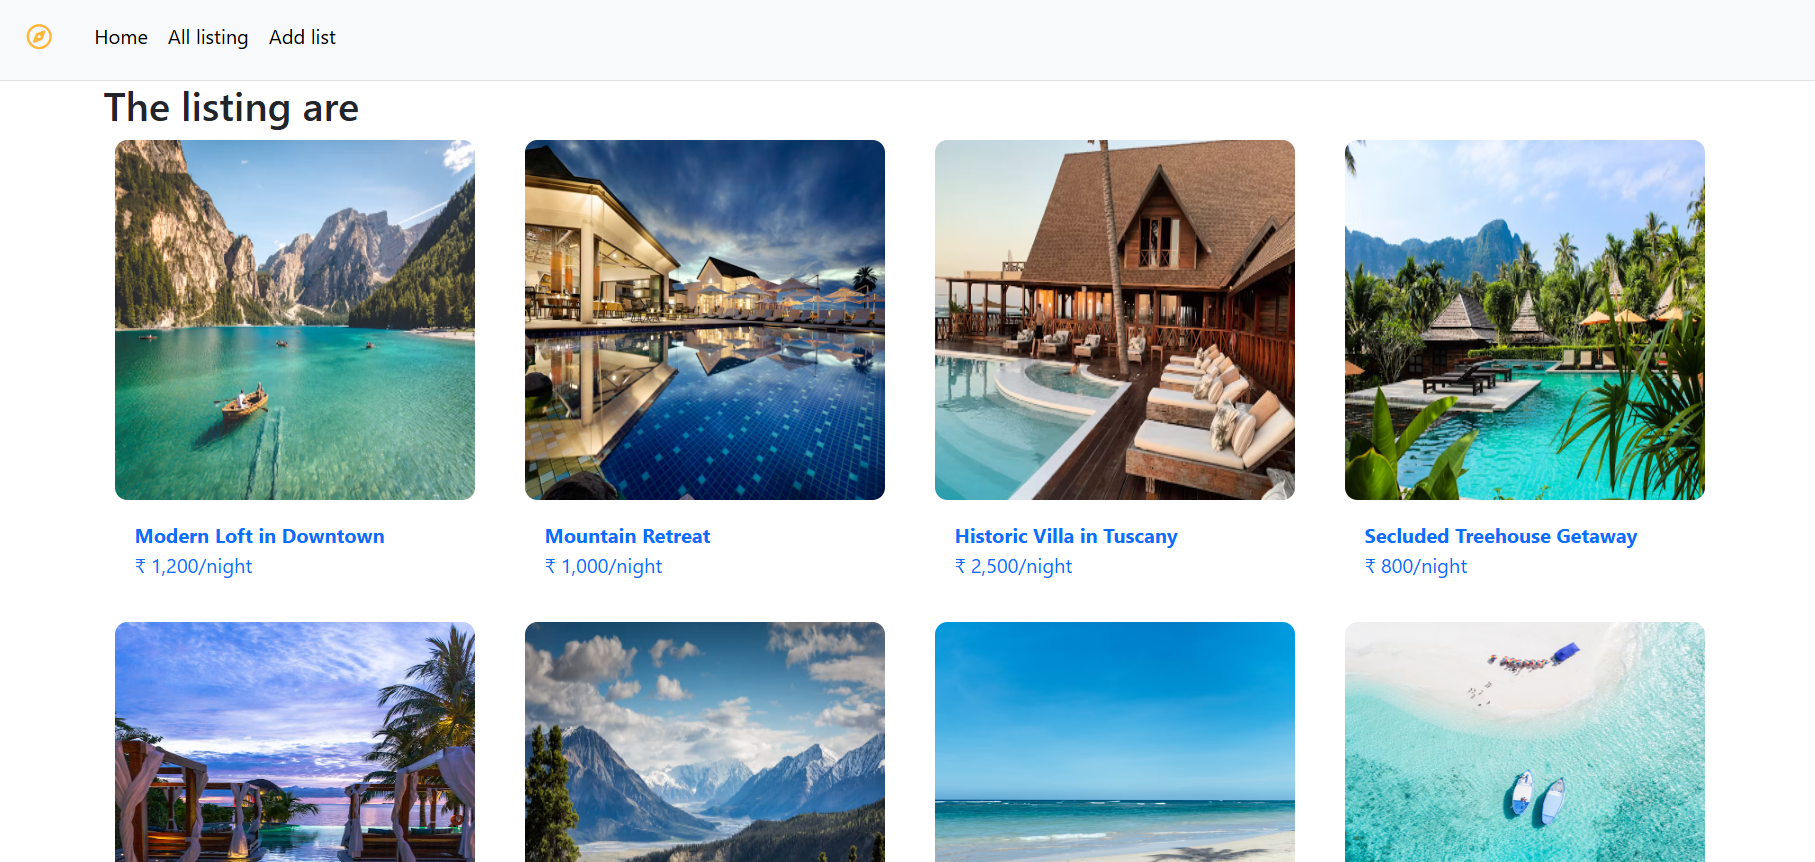 Home All listing Add list
The listing are
Modern Loft in Downtown
₹ 1,200/night
Mountain Retreat
₹ 1,000/night
Historic Villa in Tuscany
₹ 2,500/night
Secluded Treehouse Getaway
₹ 800/night